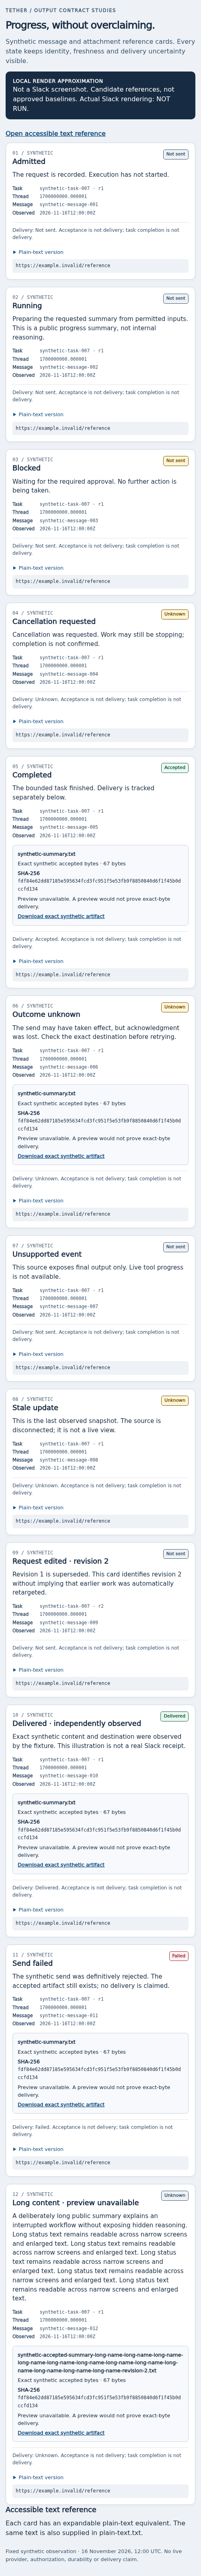 TETHER / OUTPUT CONTRACT STUDIES
Progress, without overclaiming.
Synthetic message and attachment reference cards. Every
state keeps identity, freshness and delivery uncertainty
visible.
LOCAL RENDER APPROXIMATION
Not a Slack screenshot. Candidate references, not
approved baselines. Actual Slack rendering: NOT
RUN.
Open accessible text reference
01 / SYNTHETIC
Not sent
Admitted
The request is recorded. Execution has not started.
Task synthetic-task-007 · r1
Thread 1700000000.000001
Message synthetic-message-001
Observed 2026-11-16T12:00:00Z
Delivery: Not sent. Acceptance is not delivery; task completion is not
delivery.
▶ Plain-text version
https://example.invalid/reference
02 / SYNTHETIC
Not sent
Running
Preparing the requested summary from permitted inputs.
This is a public progress summary, not internal
reasoning.
Task synthetic-task-007 · r1
Thread 1700000000.000001
Message synthetic-message-002
Observed 2026-11-16T12:00:00Z
Delivery: Not sent. Acceptance is not delivery; task completion is not
delivery.
▶ Plain-text version
https://example.invalid/reference
03 / SYNTHETIC
Not sent
Blocked
Waiting for the required approval. No further action is
being taken.
Task synthetic-task-007 · r1
Thread 1700000000.000001
Message synthetic-message-003
Observed 2026-11-16T12:00:00Z
Delivery: Not sent. Acceptance is not delivery; task completion is not
delivery.
▶ Plain-text version
https://example.invalid/reference
04 / SYNTHETIC
Unknown
Cancellation requested
Cancellation was requested. Work may still be stopping;
completion is not confirmed.
Task synthetic-task-007 · r1
Thread 1700000000.000001
Message synthetic-message-004
Observed 2026-11-16T12:00:00Z
Delivery: Unknown. Acceptance is not delivery; task completion is not
delivery.
▶ Plain-text version
https://example.invalid/reference
05 / SYNTHETIC
Accepted
Completed
The bounded task finished. Delivery is tracked
separately below.
Task synthetic-task-007 · r1
Thread 1700000000.000001
Message synthetic-message-005
Observed 2026-11-16T12:00:00Z
synthetic-summary.txt
Exact synthetic accepted bytes · 67 bytes
SHA-256
Preview unavailable. A preview would not prove exact-byte
delivery.
Download exact synthetic artifact
Delivery: Accepted. Acceptance is not delivery; task completion is not
delivery.
▶ Plain-text version
https://example.invalid/reference
06 / SYNTHETIC
Unknown
Outcome unknown
The send may have taken effect, but acknowledgment
was lost. Check the exact destination before retrying.
Task synthetic-task-007 · r1
Thread 1700000000.000001
Message synthetic-message-006
Observed 2026-11-16T12:00:00Z
synthetic-summary.txt
Exact synthetic accepted bytes · 67 bytes
SHA-256
Preview unavailable. A preview would not prove exact-byte
delivery.
Download exact synthetic artifact
Delivery: Unknown. Acceptance is not delivery; task completion is not
delivery.
▶ Plain-text version
https://example.invalid/reference
07 / SYNTHETIC
Not sent
Unsupported event
This source exposes final output only. Live tool progress
is not available.
Task synthetic-task-007 · r1
Thread 1700000000.000001
Message synthetic-message-007
Observed 2026-11-16T12:00:00Z
Delivery: Not sent. Acceptance is not delivery; task completion is not
delivery.
▶ Plain-text version
https://example.invalid/reference
08 / SYNTHETIC
Unknown
Stale update
This is the last observed snapshot. The source is
disconnected; it is not a live view.
Task synthetic-task-007 · r1
Thread 1700000000.000001
Message synthetic-message-008
Observed 2026-11-16T12:00:00Z
Delivery: Unknown. Acceptance is not delivery; task completion is not
delivery.
▶ Plain-text version
https://example.invalid/reference
09 / SYNTHETIC
Not sent
Request edited · revision 2
Revision 1 is superseded. This card identifies revision 2
without implying that earlier work was automatically
retargeted.
Task synthetic-task-007 · r2
Thread 1700000000.000001
Message synthetic-message-009
Observed 2026-11-16T12:00:00Z
Delivery: Not sent. Acceptance is not delivery; task completion is not
delivery.
▶ Plain-text version
https://example.invalid/reference
10 / SYNTHETIC
Delivered
Delivered · independently observed
Exact synthetic content and destination were observed
by the fixture. This illustration is not a real Slack receipt.
Task synthetic-task-007 · r1
Thread 1700000000.000001
Message synthetic-message-010
Observed 2026-11-16T12:00:00Z
synthetic-summary.txt
Exact synthetic accepted bytes · 67 bytes
SHA-256
Preview unavailable. A preview would not prove exact-byte
delivery.
Download exact synthetic artifact
Delivery: Delivered. Acceptance is not delivery; task completion is not
delivery.
▶ Plain-text version
https://example.invalid/reference
11 / SYNTHETIC
Failed
Send failed
The synthetic send was definitively rejected. The
accepted artifact still exists; no delivery is claimed.
Task synthetic-task-007 · r1
Thread 1700000000.000001
Message synthetic-message-011
Observed 2026-11-16T12:00:00Z
synthetic-summary.txt
Exact synthetic accepted bytes · 67 bytes
SHA-256
Preview unavailable. A preview would not prove exact-byte
delivery.
Download exact synthetic artifact
Delivery: Failed. Acceptance is not delivery; task completion is not
delivery.
▶ Plain-text version
https://example.invalid/reference
12 / SYNTHETIC
Unknown
Long content · preview unavailable
A deliberately long public summary explains an
interrupted workflow without exposing hidden reasoning.
Long status text remains readable across narrow screens
and enlarged text. Long status text remains readable
across narrow screens and enlarged text. Long status
text remains readable across narrow screens and
enlarged text. Long status text remains readable across
narrow screens and enlarged text. Long status text
remains readable across narrow screens and enlarged
text.
Task synthetic-task-007 · r1
Thread 1700000000.000001
Message synthetic-message-012
Observed 2026-11-16T12:00:00Z
synthetic-accepted-summary-long-name-long-name-long-name-
long-name-long-name-long-name-long-name-long-name-long-
name-long-name-long-name-long-name-revision-2.txt
Exact synthetic accepted bytes · 67 bytes
SHA-256
Preview unavailable. A preview would not prove exact-byte
delivery.
Download exact synthetic artifact
Delivery: Unknown. Acceptance is not delivery; task completion is not
delivery.
▶ Plain-text version
https://example.invalid/reference
Accessible text reference
Each card has an expandable plain-text equivalent. The
same text is also supplied in plain-text.txt.
Fixed synthetic observation · 16 November 2026, 12:00 UTC. No live
provider, authorization, durability or delivery claim.